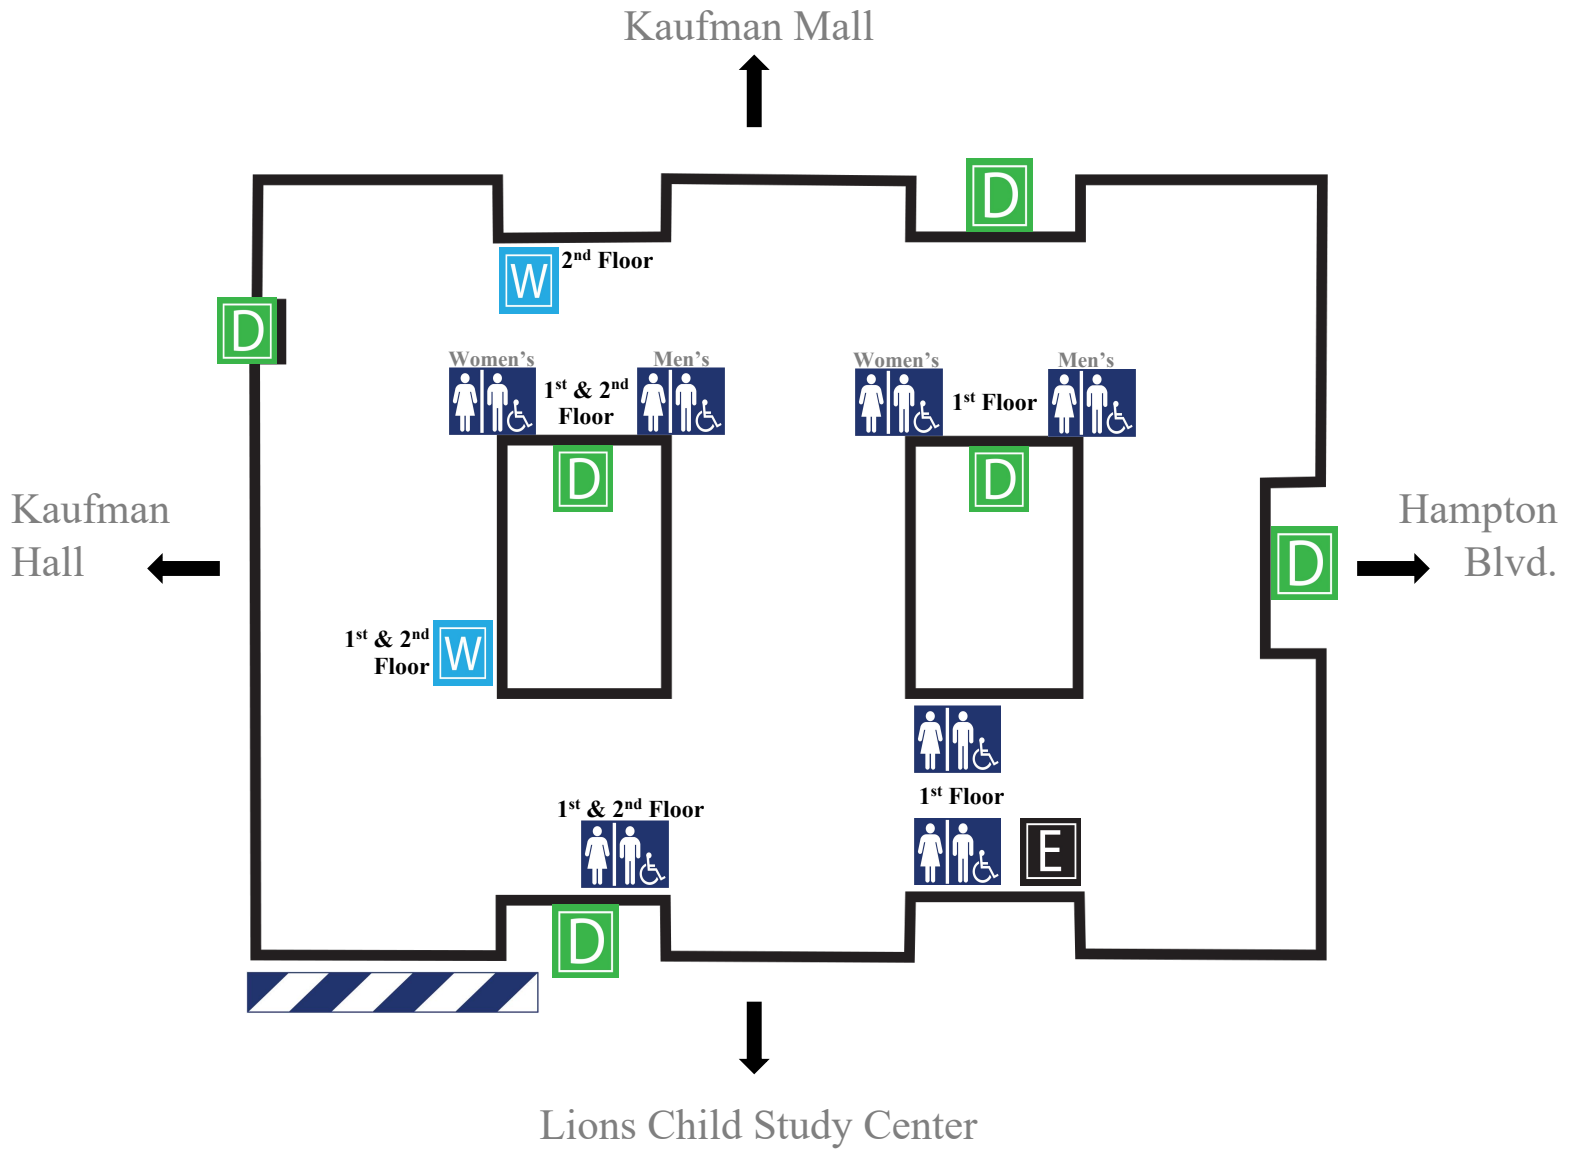 Kaufman Mall
D
W 2nd Floor
D
Women's
Men's
Women's
Men's
1st & 2nd
Floor
1st Floor
D
D
Kaufman
Hall
Hampton
Blvd.
D
1st & 2nd
Floor
W
1st & 2nd Floor
1st Floor
E
D
Lions Child Study Center